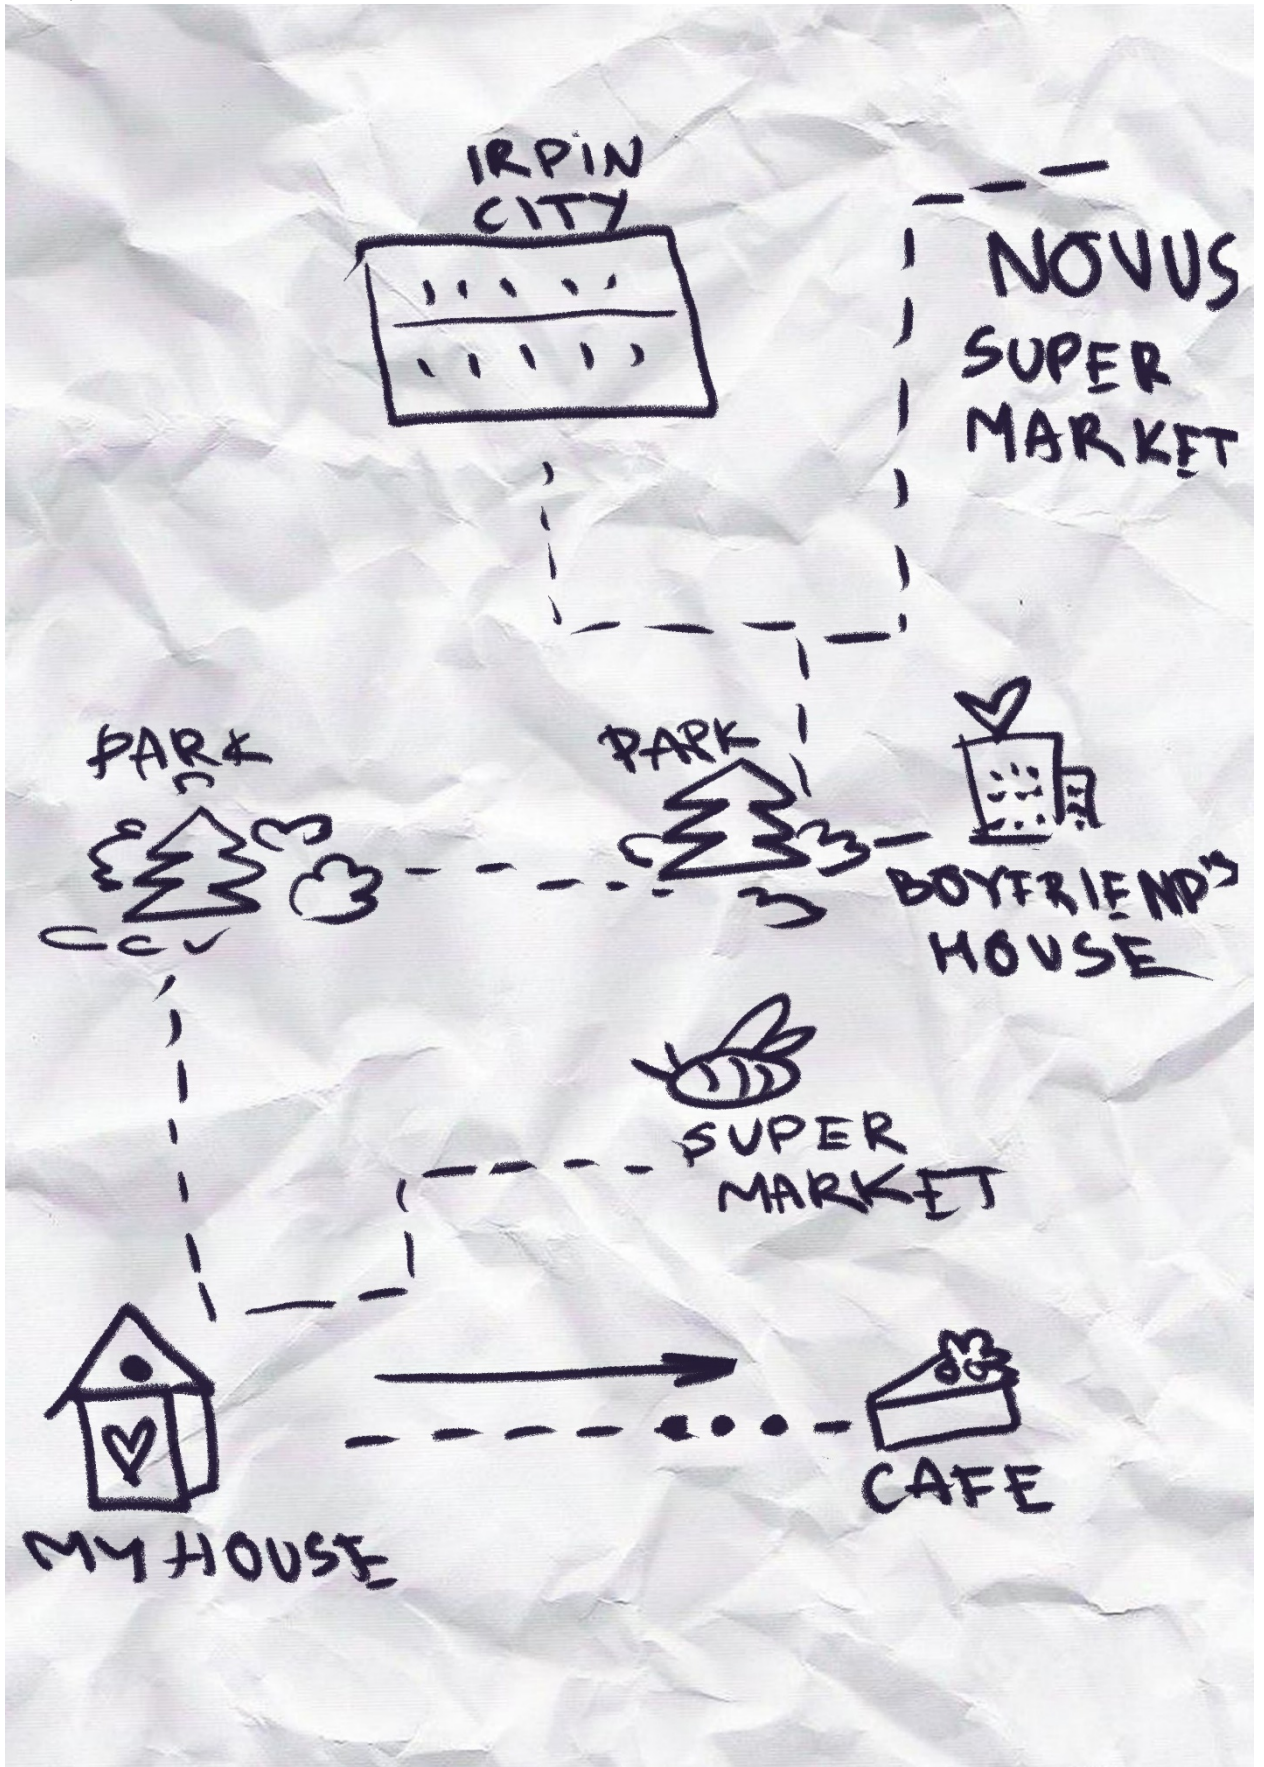 IRPIN
CITY
NOVUS
SUPER
MARKET
PARK
PARK
BOYFRIEND'S
HOUSE
SUPER
MARKET
CAFE
MY HOUSE